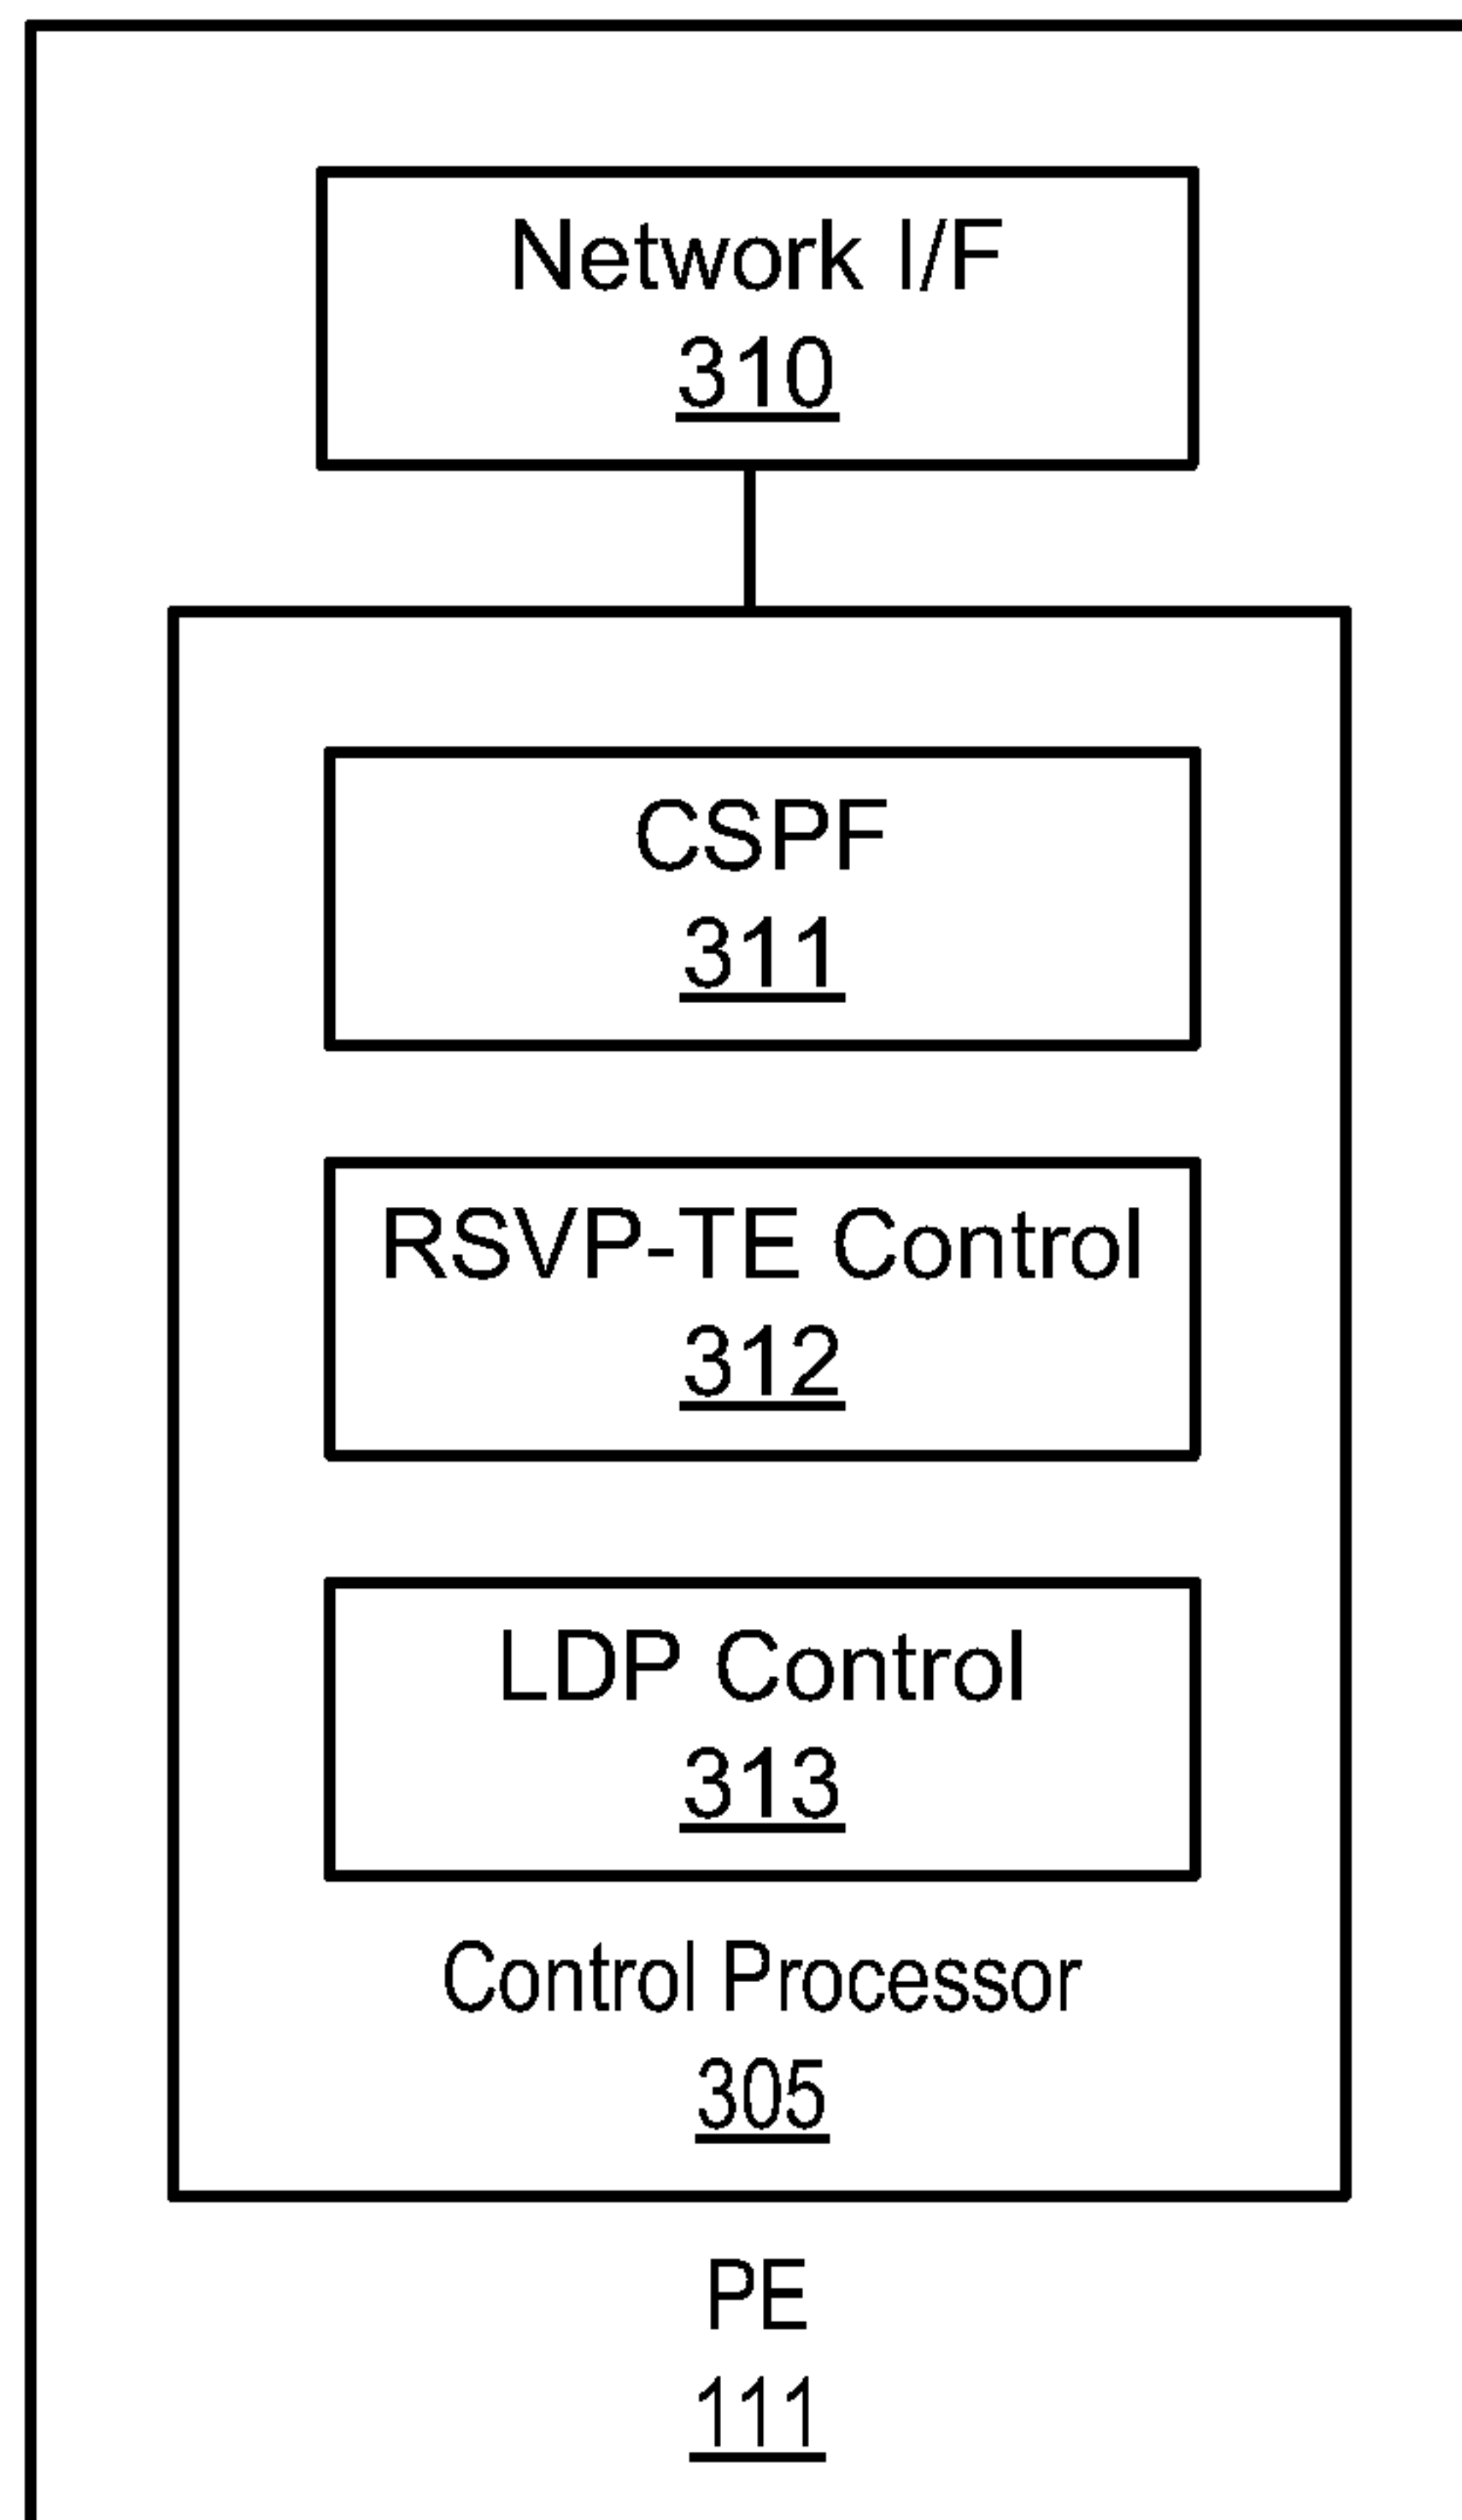 Network I/F
310
CSPF
311
RSVP-TE Control
312
LDP Control
313
Control Processor
305
PE
111